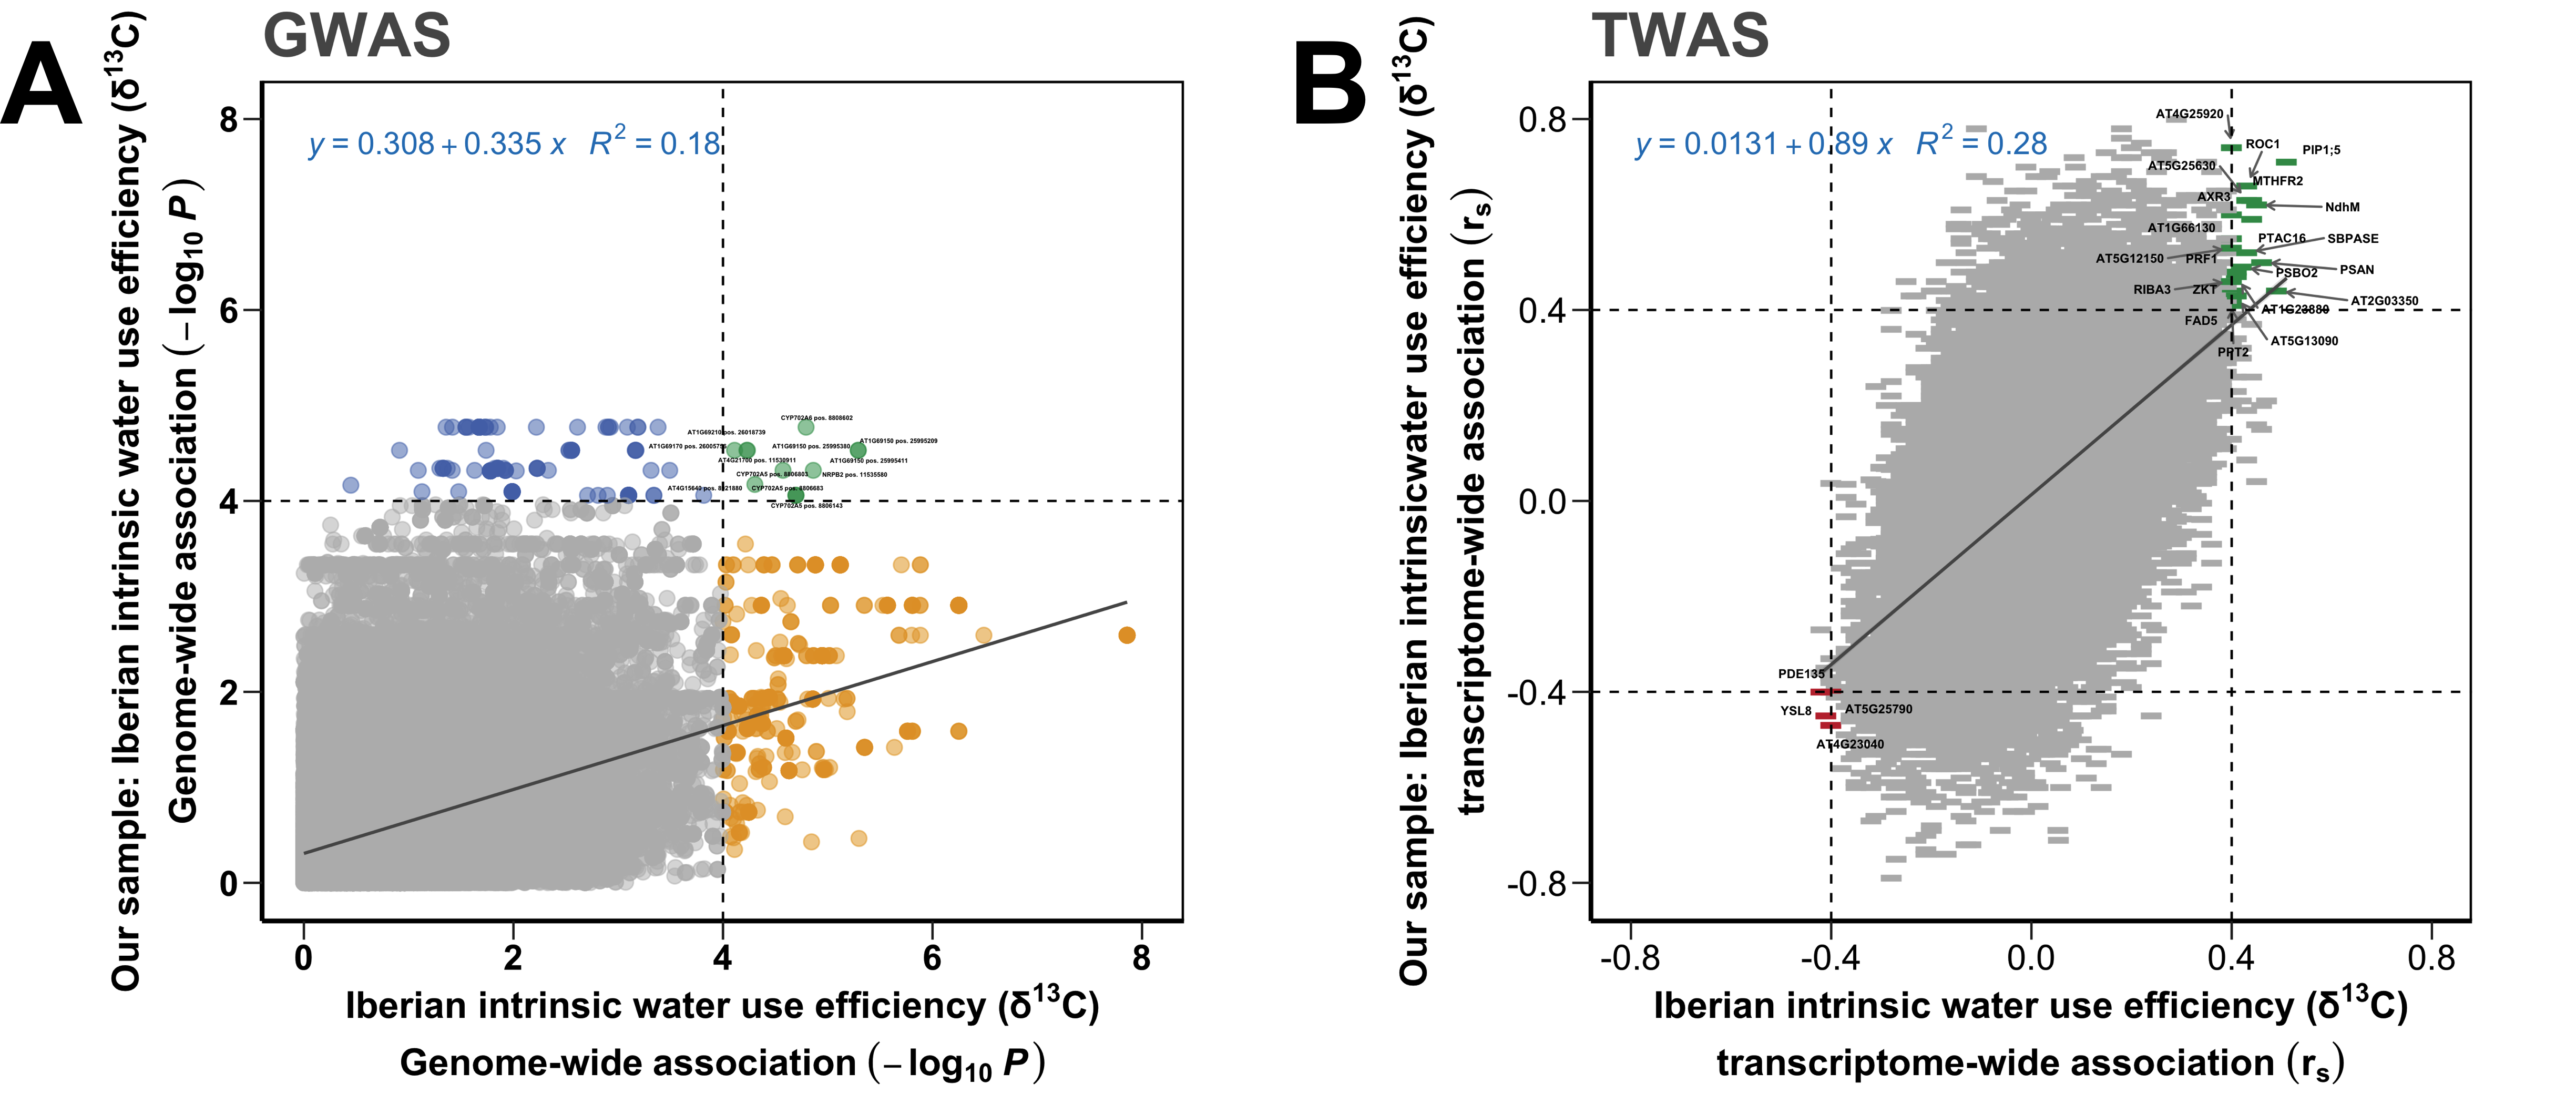 A
GWAS
Our sample: Iberian intrinsic water use efficiency (δ¹³C)
Genome-wide association (−log₁₀ P)
y = 0.308 + 0.335 x R² = 0.18
8
6
4
2
0
CYP702A6 pos. 8808602
AT1G69210 pos. 26018739
AT1G69150 pos. 25995209
AT1G69170 pos.
AT1G69150 pos. 25995380
AT4G21700 pos. 11530911
AT1G69150 pos. 25995411
CYP702A5 pos. 8806803
NRPB2 pos. 11535580
CYP702A5 pos. 8806683
CYP702A5 pos. 8806143
0
2
4
6
8
Iberian intrinsic water use efficiency (δ¹³C)
Genome-wide association (−log₁₀ P)
B
TWAS
Our sample: Iberian intrinsicwater use efficiency (δ¹³C)
transcriptome-wide association (rₛ)
y = 0.0131 + 0.89 x R² = 0.28
0.8
0.4
0.0
-0.4
-0.8
AT4G25920
ROC1
PIP1;5
AT5G25630
MTHFR2
AXR3
NdhM
AT1G66130
PTAC16
SBPASE
AT5G12150
PRF1
PSBO2
PSAN
RIBA3
ZKT
AT2G03350
AT1G23880
FAD5
AT5G13090
PPT2
PDE135
YSL8
AT5G25790
AT4G23040
-0.8
-0.4
0.0
0.4
0.8
Iberian intrinsic water use efficiency (δ¹³C)
transcriptome-wide association (rₛ)